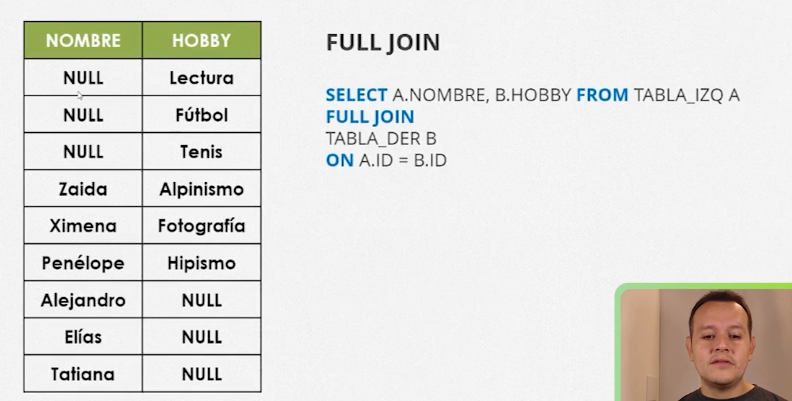 NOMBRE HOBBY
NULL Lectura
NULL Fútbol
NULL Tenis
Zaida Alpinismo
Ximena Fotografía
Penélope Hipismo
Alejandro NULL
Elías NULL
Tatiana NULL
FULL JOIN
SELECT A.NOMBRE, B.HOBBY FROM TABLA_IZQ A
FULL JOIN
TABLA_DER B
ON A.ID = B.ID